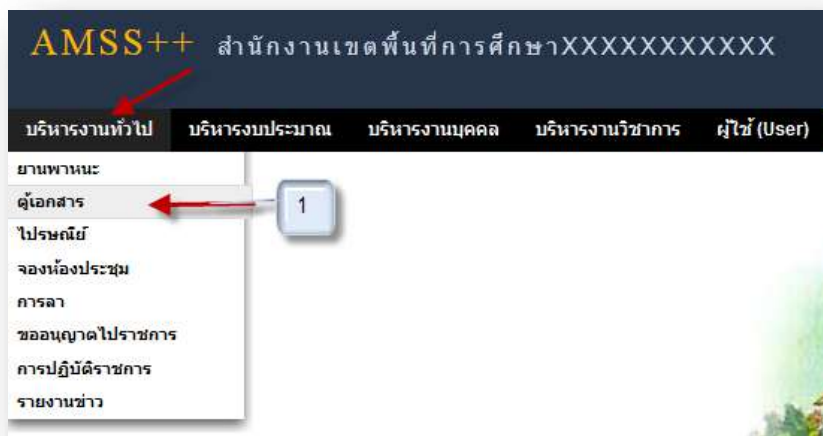 AMSS++ สำนักงานเขตพื้นที่การศึกษาXXXXXXXXXXX
บริหารงานทั่วไป บริหารงบประมาณ บริหารงานบุคคล บริหารงานวิชาการ ผู้ใช้ (User)
ยานพาหนะ
ตู้เอกสาร
1
ไปรษณีย์
จองห้องประชุม
การลา
ขออนุญาตไปราชการ
การปฏิบัติราชการ
รายงานข่าว